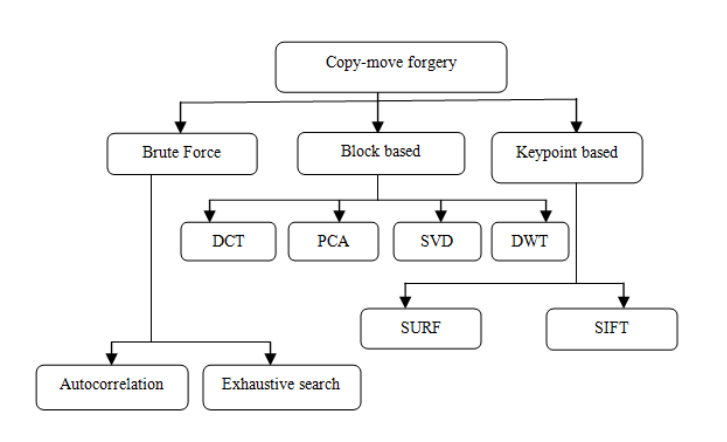 Copy-move forgery
Brute Force
Block based
Keypoint based
DCT
PCA
SVD
DWT
SURF
SIFT
Autocorrelation
Exhaustive search